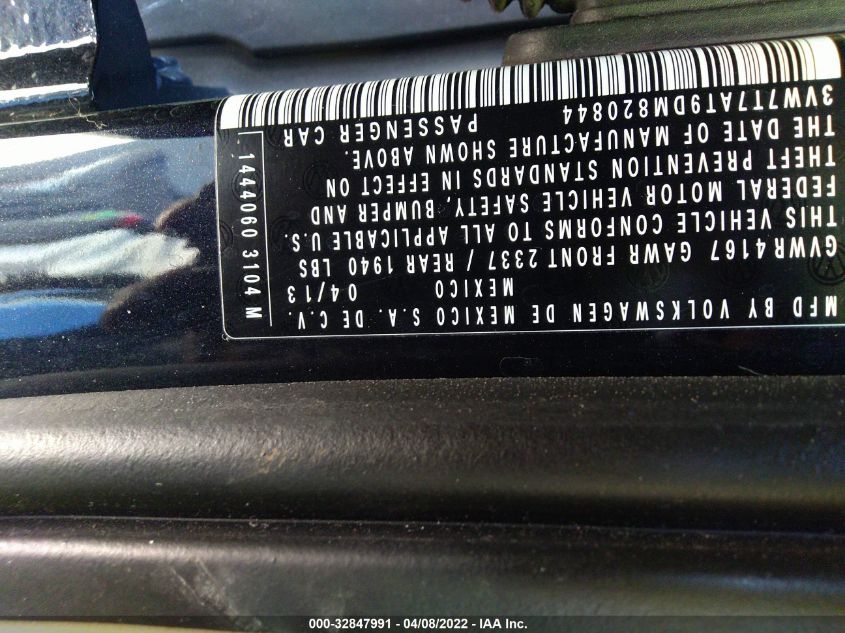 MFD BY VOLKSWAGEN DE MEXICO S.A. DE C.V.
MEXICO 04/13
GVWR 4167 GAWR FRONT 2337 / REAR 1940 LBS
THIS VEHICLE CONFORMS TO ALL APPLICABLE U.S.
FEDERAL MOTOR VEHICLE SAFETY, BUMPER AND
THEFT PREVENTION STANDARDS IN EFFECT ON
THE DATE OF MANUFACTURE SHOWN ABOVE.
3VW7T7AT9DM820844 PASSENGER CAR
1444060 3104 M
000-32847991 - 04/08/2022 - IAA Inc.